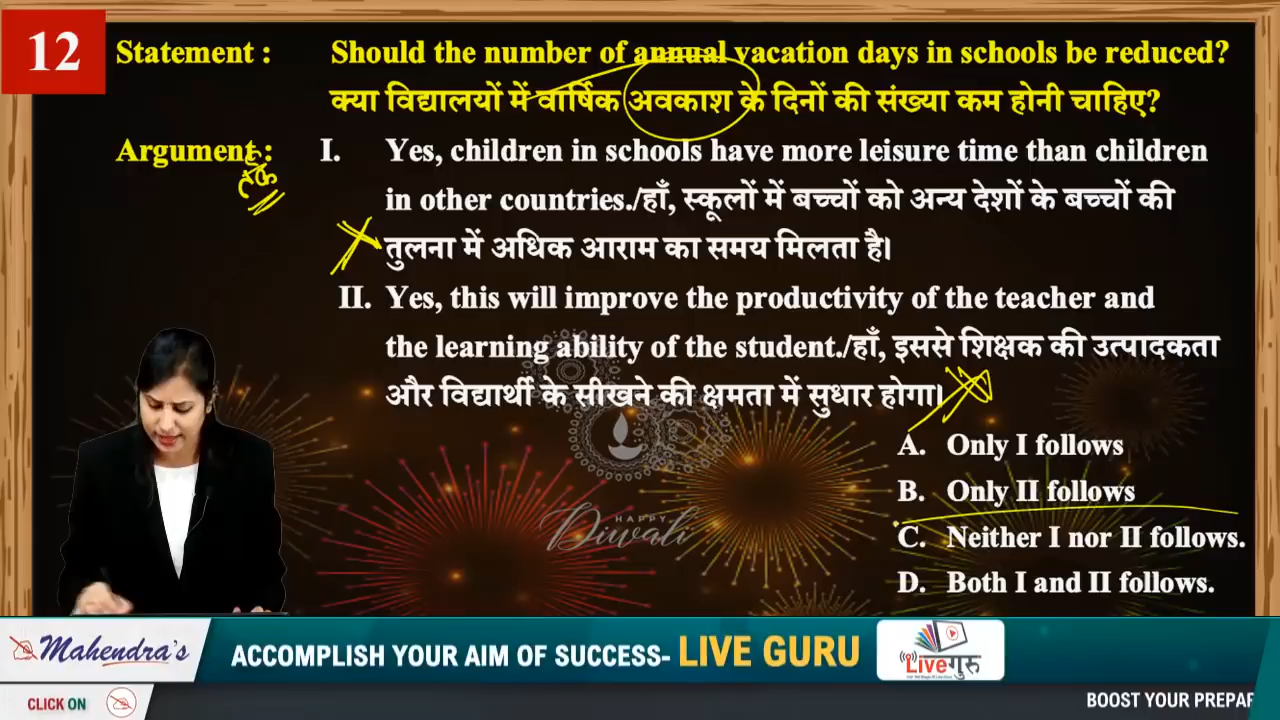 12
Statement : Should the number of annual vacation days in schools be reduced?
क्या विद्यालयों में वार्षिक अवकाश के दिनों की संख्या कम होनी चाहिए?
Argument : I. Yes, children in schools have more leisure time than children
in other countries./हाँ, स्कूलों में बच्चों को अन्य देशों के बच्चों की
तुलना में अधिक आराम का समय मिलता है।
II. Yes, this will improve the productivity of the teacher and
the learning ability of the student./हाँ, इससे शिक्षक की उत्पादकता
और विद्यार्थी के सीखने की क्षमता में सुधार होगा।
A. Only I follows
B. Only II follows
C. Neither I nor II follows.
D. Both I and II follows.
HAPPY
Diwali
Mahendra's
ACCOMPLISH YOUR AIM OF SUCCESS- LIVE GURU
Liveगुरु
CLICK ON
BOOST YOUR PREPAR